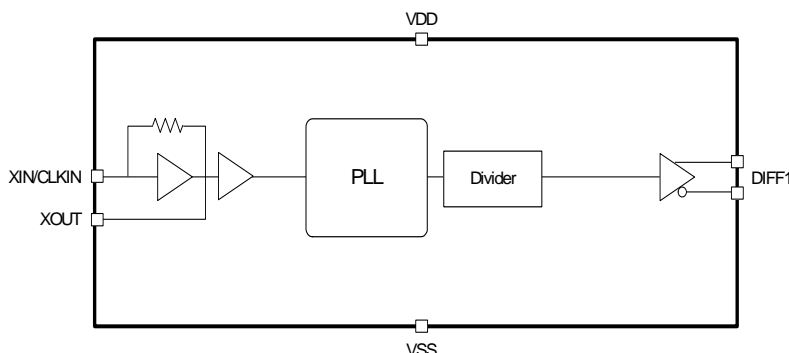 VDD
XIN/CLKIN
PLL
Divider
DIFF1
XOUT
VSS